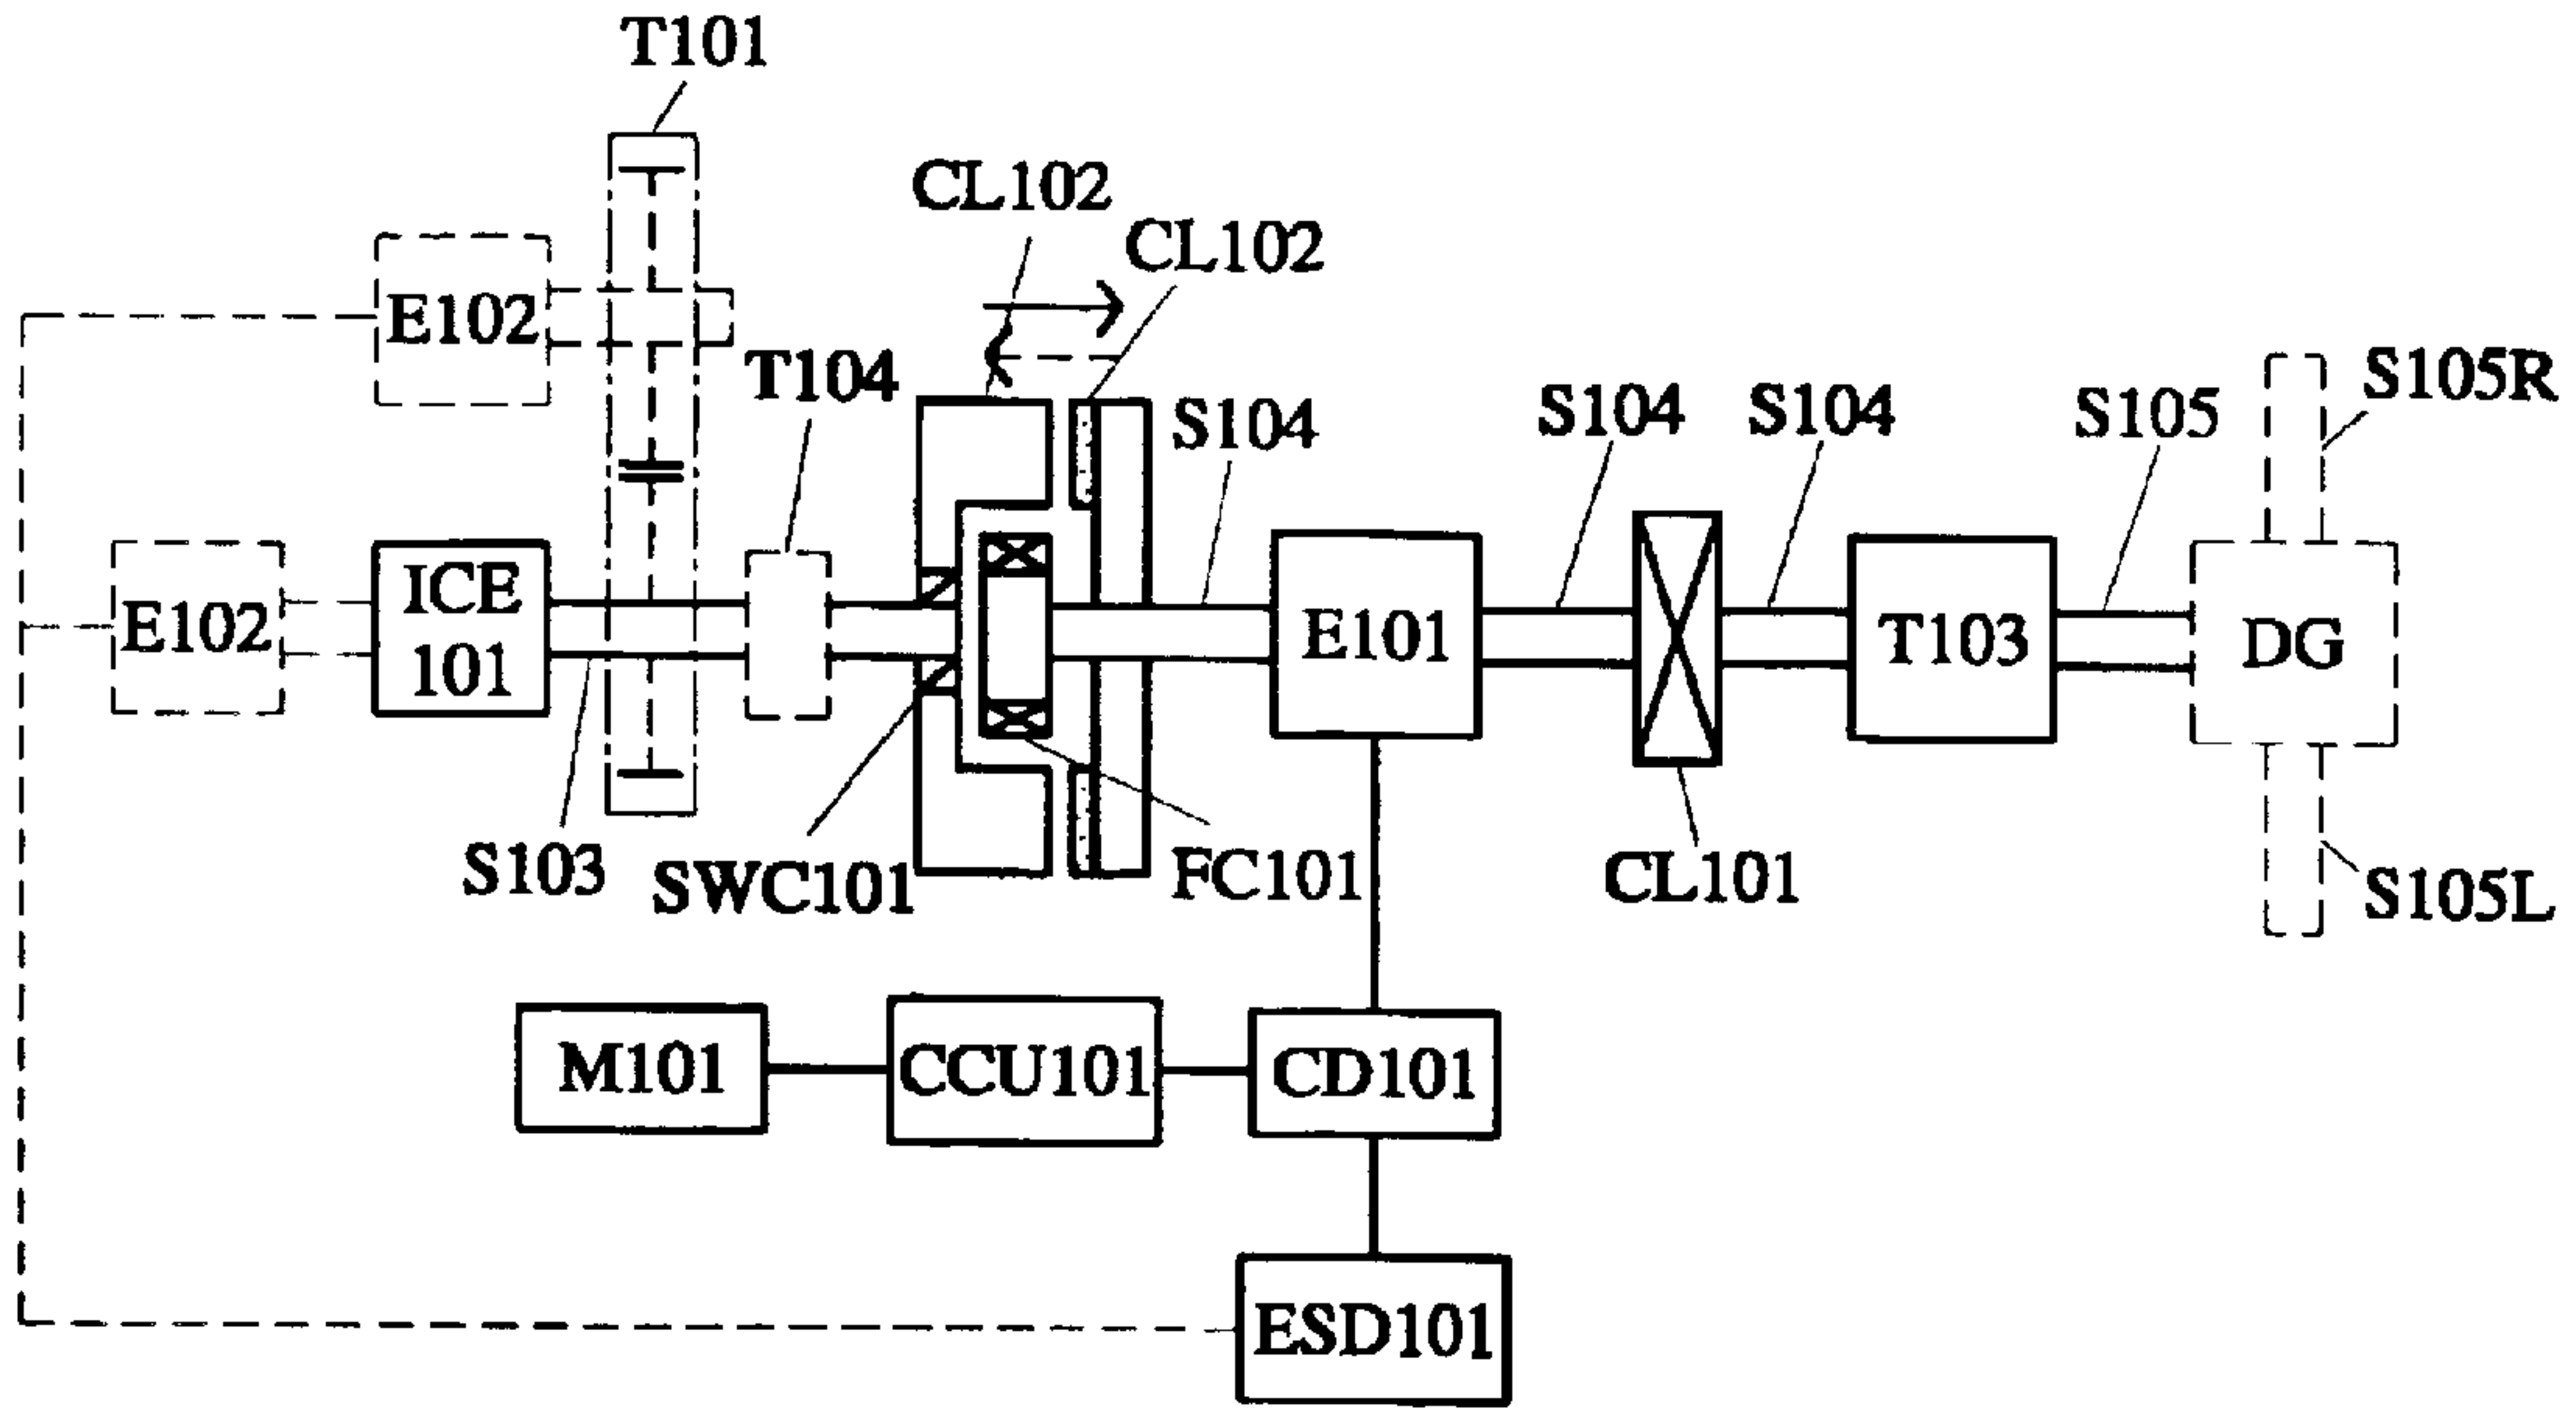 T101
CL102
CL102
E102
T104
S104
S104
S104
S105
S105R
E102
ICE
101
E101
T103
DG
S103
SWC101
FC101
CL101
S105L
M101
CCU101
CD101
ESD101